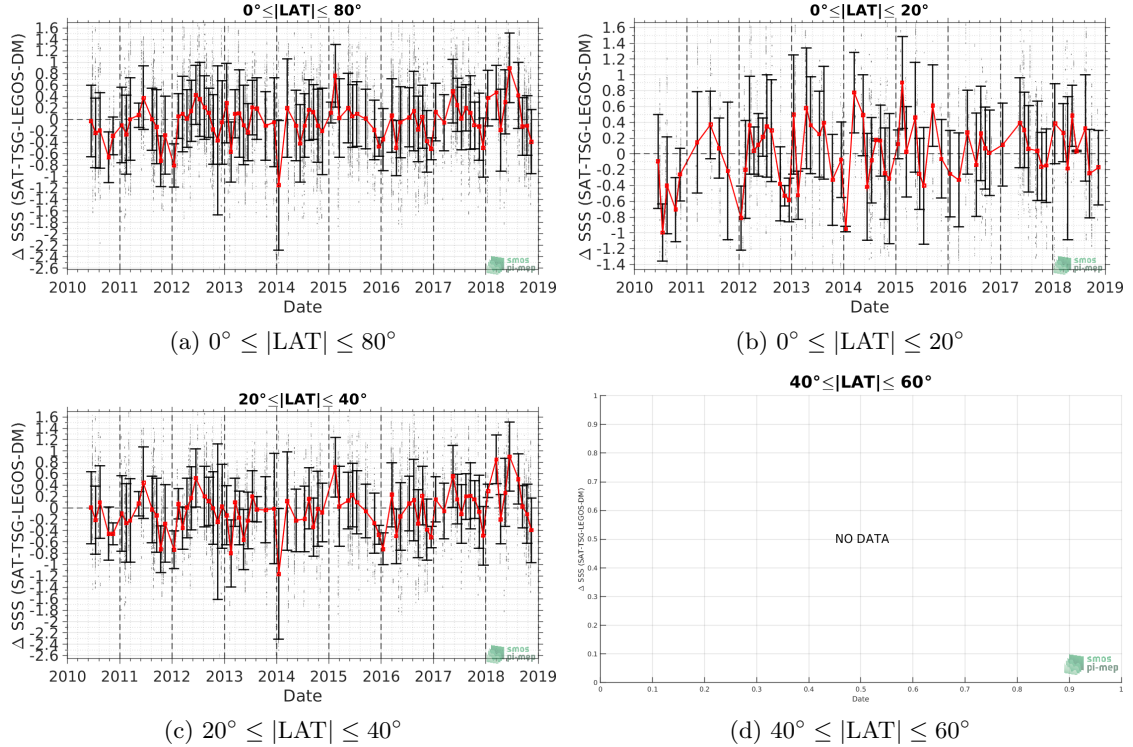 0°≤|LAT|≤ 80°
1.6
1.2
0.8
0.4
0.2
0
-0.2
-0.4
-0.6
-0.8
-1
-1.2
-1.4
-1.6
-1.8
-2
-2.2
-2.4
-2.6
Δ SSS (SAT-TSG-LEGOS-DM)
2010 2011 2012 2013 2014 2015 2016 2017 2018 2019
Date
smos
pi-mep
(a) 0° ≤ |LAT| ≤ 80°
0°≤|LAT|≤ 20°
1.6
1.4
1.2
1
0.8
0.6
0.4
0.2
0
-0.2
-0.4
-0.6
-0.8
-1
-1.2
-1.4
Δ SSS (SAT-TSG-LEGOS-DM)
2010 2011 2012 2013 2014 2015 2016 2017 2018 2019
Date
smos
pi-mep
(b) 0° ≤ |LAT| ≤ 20°
20°≤|LAT|≤ 40°
1.6
1.2
0.8
0.4
0.2
0
-0.2
-0.4
-0.6
-0.8
-1
-1.2
-1.4
-1.6
-1.8
-2
-2.2
-2.4
-2.6
Δ SSS (SAT-TSG-LEGOS-DM)
2010 2011 2012 2013 2014 2015 2016 2017 2018 2019
Date
smos
pi-mep
(c) 20° ≤ |LAT| ≤ 40°
40°≤|LAT|≤ 60°
1
0.9
0.8
0.7
0.6
0.5
0.4
0.3
0.2
0.1
0
Δ SSS (SAT-TSG-LEGOS-DM)
NO DATA
0 0.1 0.2 0.3 0.4 0.5 0.6 0.7 0.8 0.9 1
Date
smos
pi-mep
(d) 40° ≤ |LAT| ≤ 60°